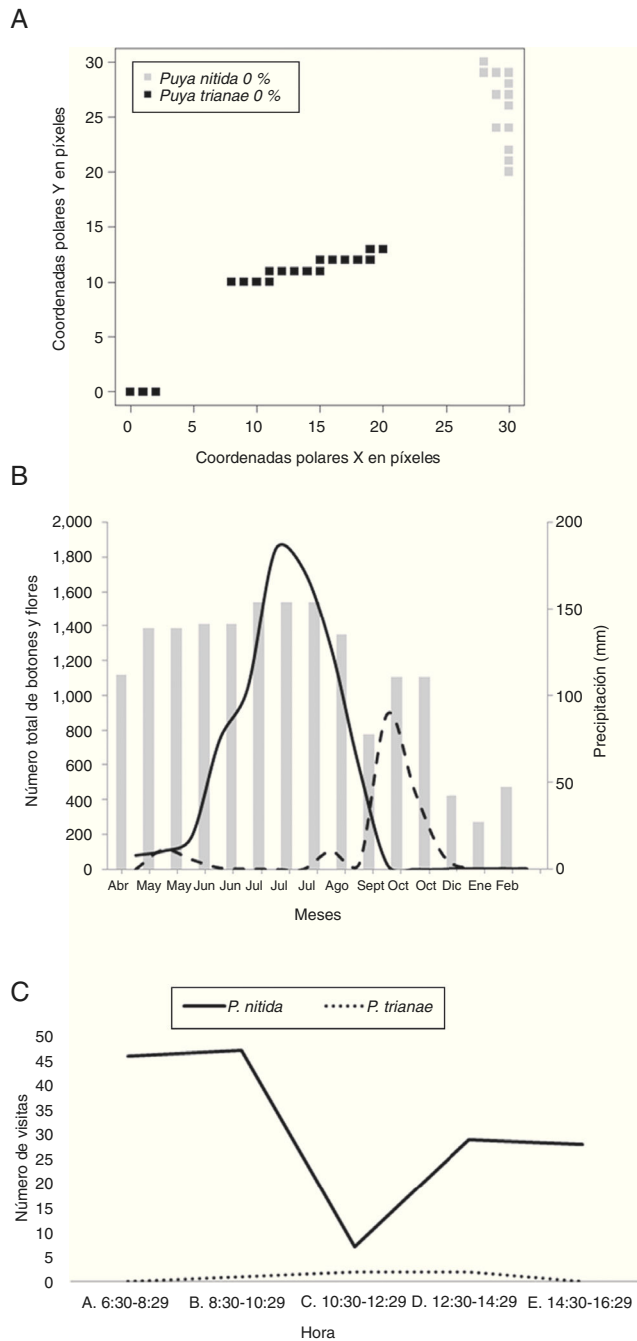 A
Puya nitida 0 %
Puya trianae 0 %
Coordenadas polares Y en píxeles
30
25
20
15
10
5
0
0 5 10 15 20 30
Coordenadas polares X en píxeles
B
Número total de botones y flores
2,000
1,800
1,600
1,400
1,200
1,000
800
600
400
200
0
200
150
100
50
0
Precipitación (mm)
Abr May May Jun Jun Jul Jul Jul Ago Sept Oct Oct Dic Ene Feb
Meses
C
P. nitida P. trianae
Número de visitas
50
45
40
35
30
25
20
15
10
5
0
A. 6:30-8:29 B. 8:30-10:29 C. 10:30-12:29 D. 12:30-14:29 E. 14:30-16:29
Hora